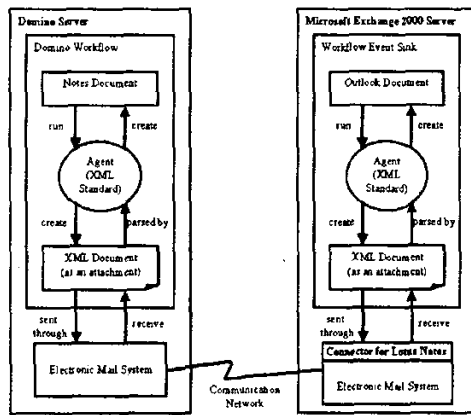 Domino Server
Domino Workflow
Notes Document
run
create
Agent
(XML
Standard)
create
parsed by
XML Document
(as an attachment)
sent
through
receive
Electronic Mail System
Microsoft Exchange 2000 Server
Workflow Event Sink
Outlook Document
run
create
Agent
(XML
Standard)
create
parsed by
XML Document
(as an attachment)
sent
through
receive
Connector for Lotus Notes
Electronic Mail System
Communication
Network